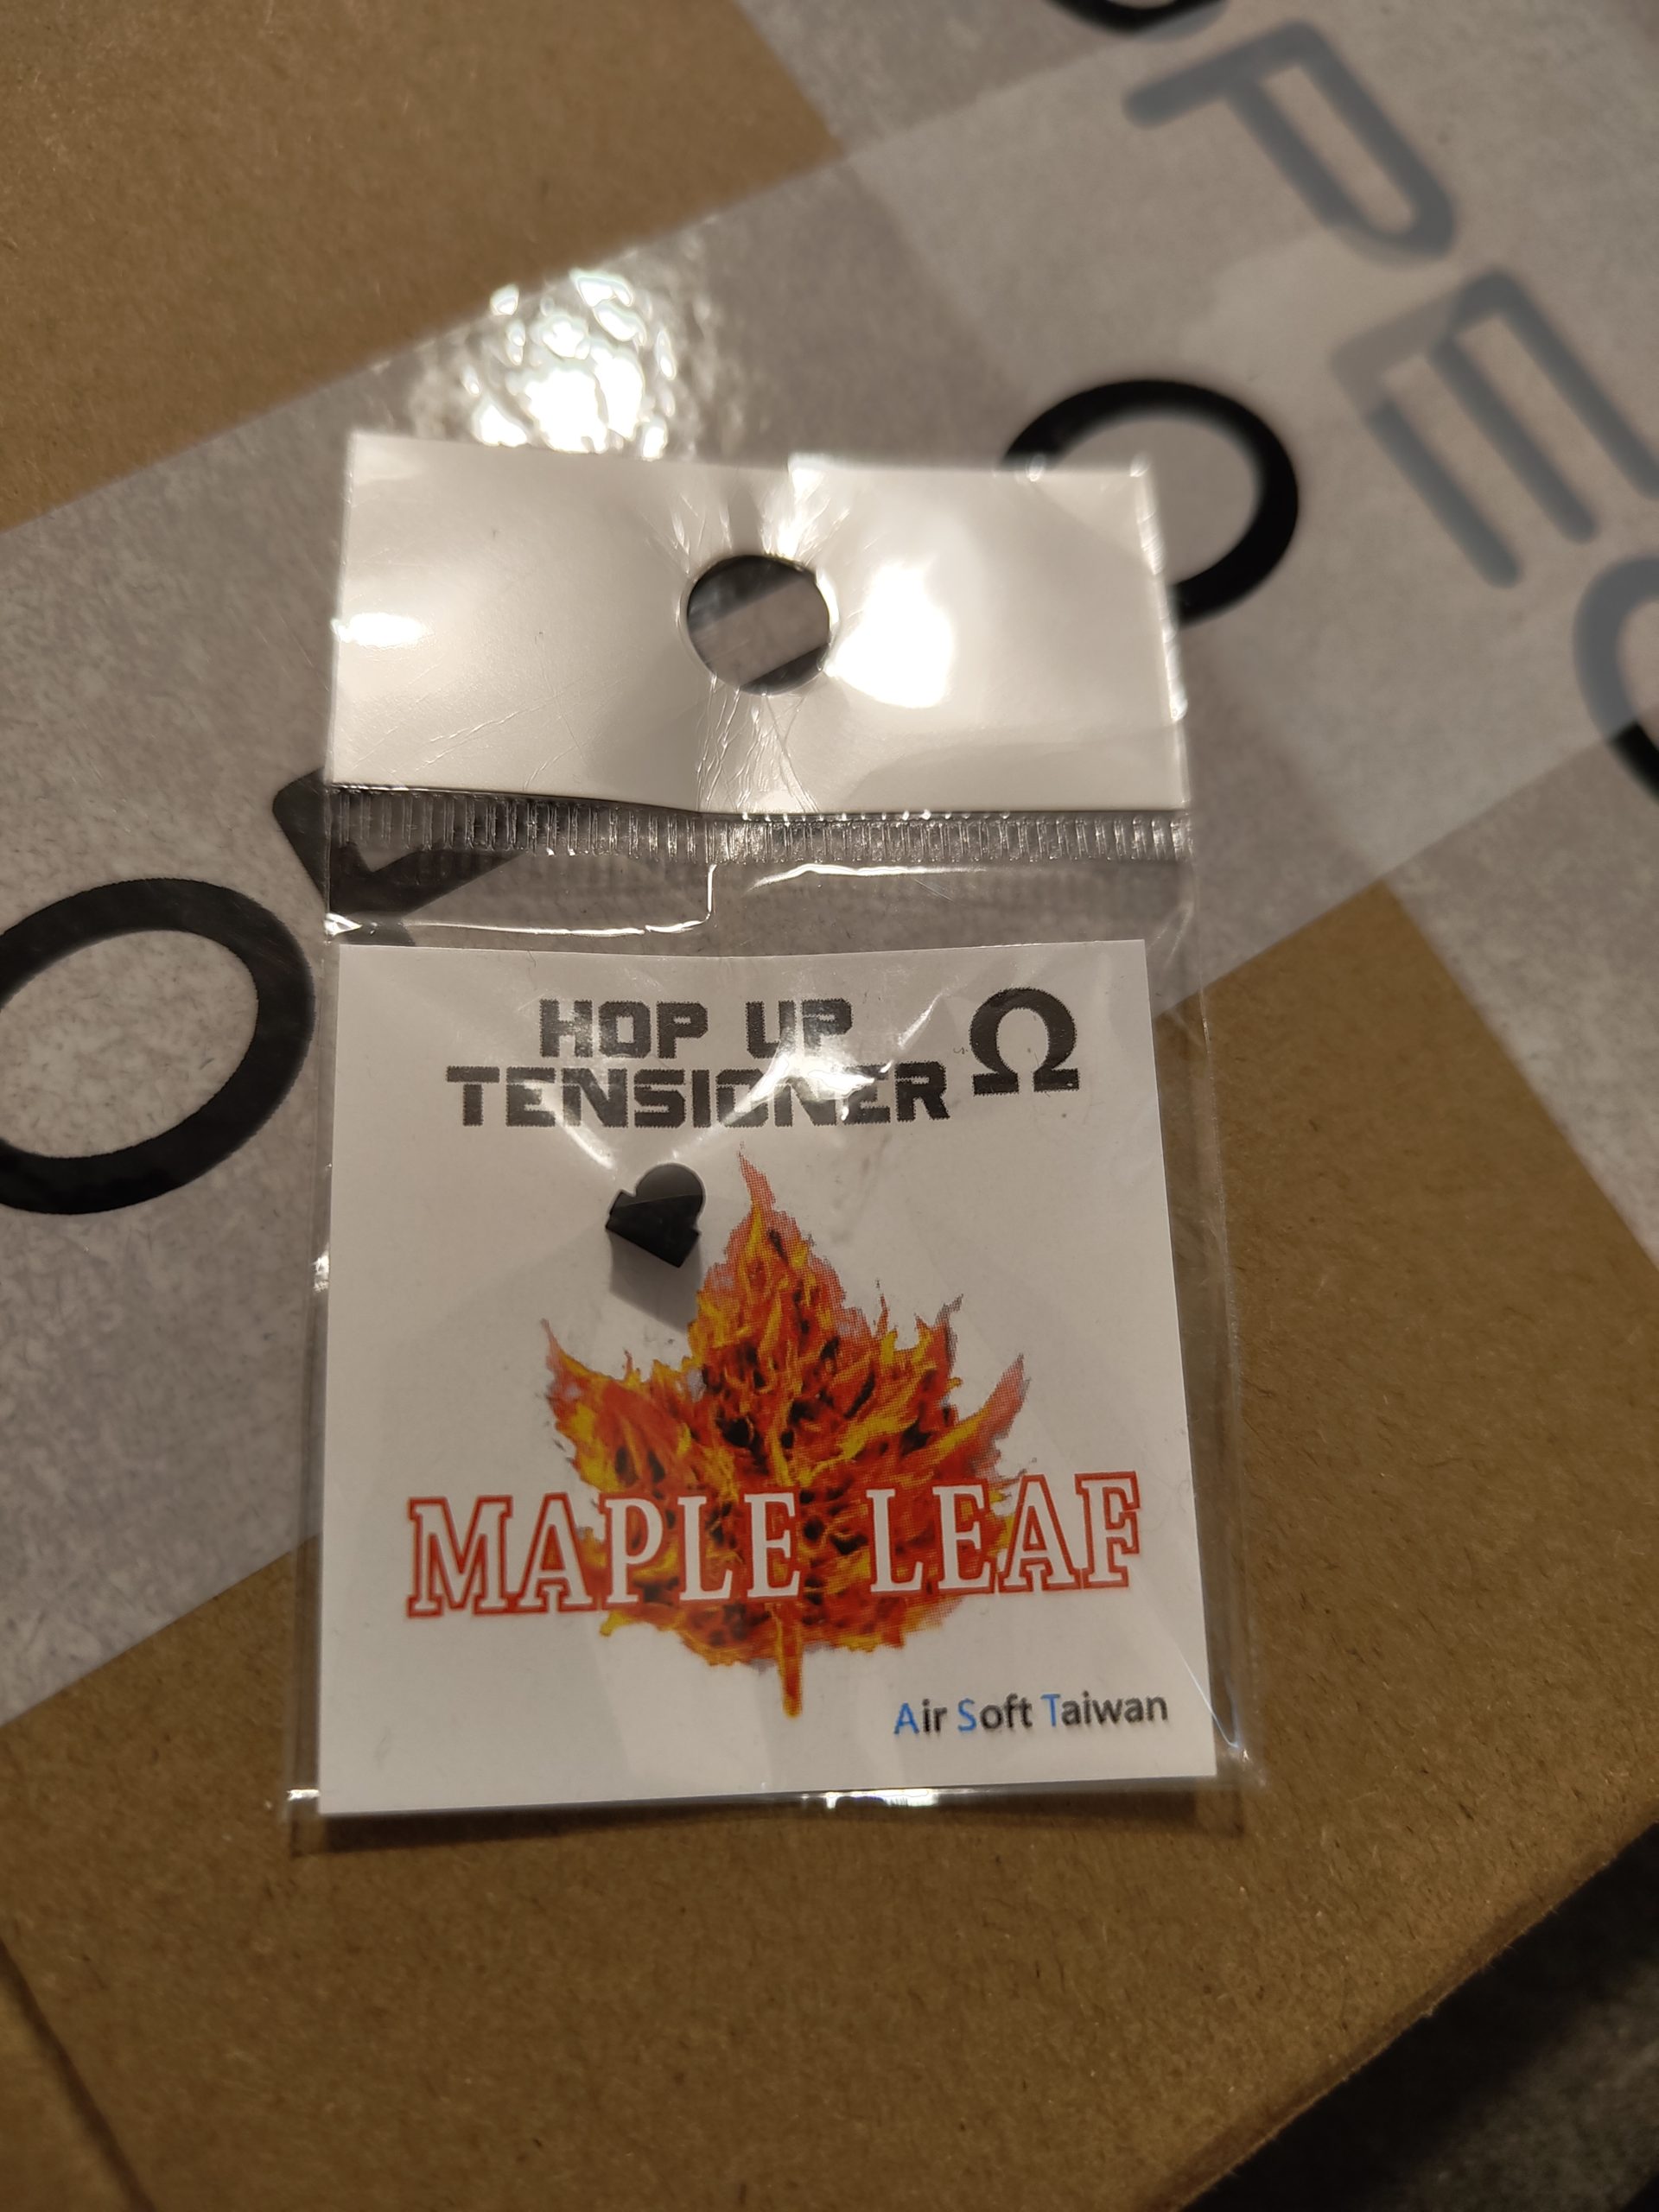 HOP UP
TENSIONER Ω
MAPLE LEAF
Air Soft Taiwan